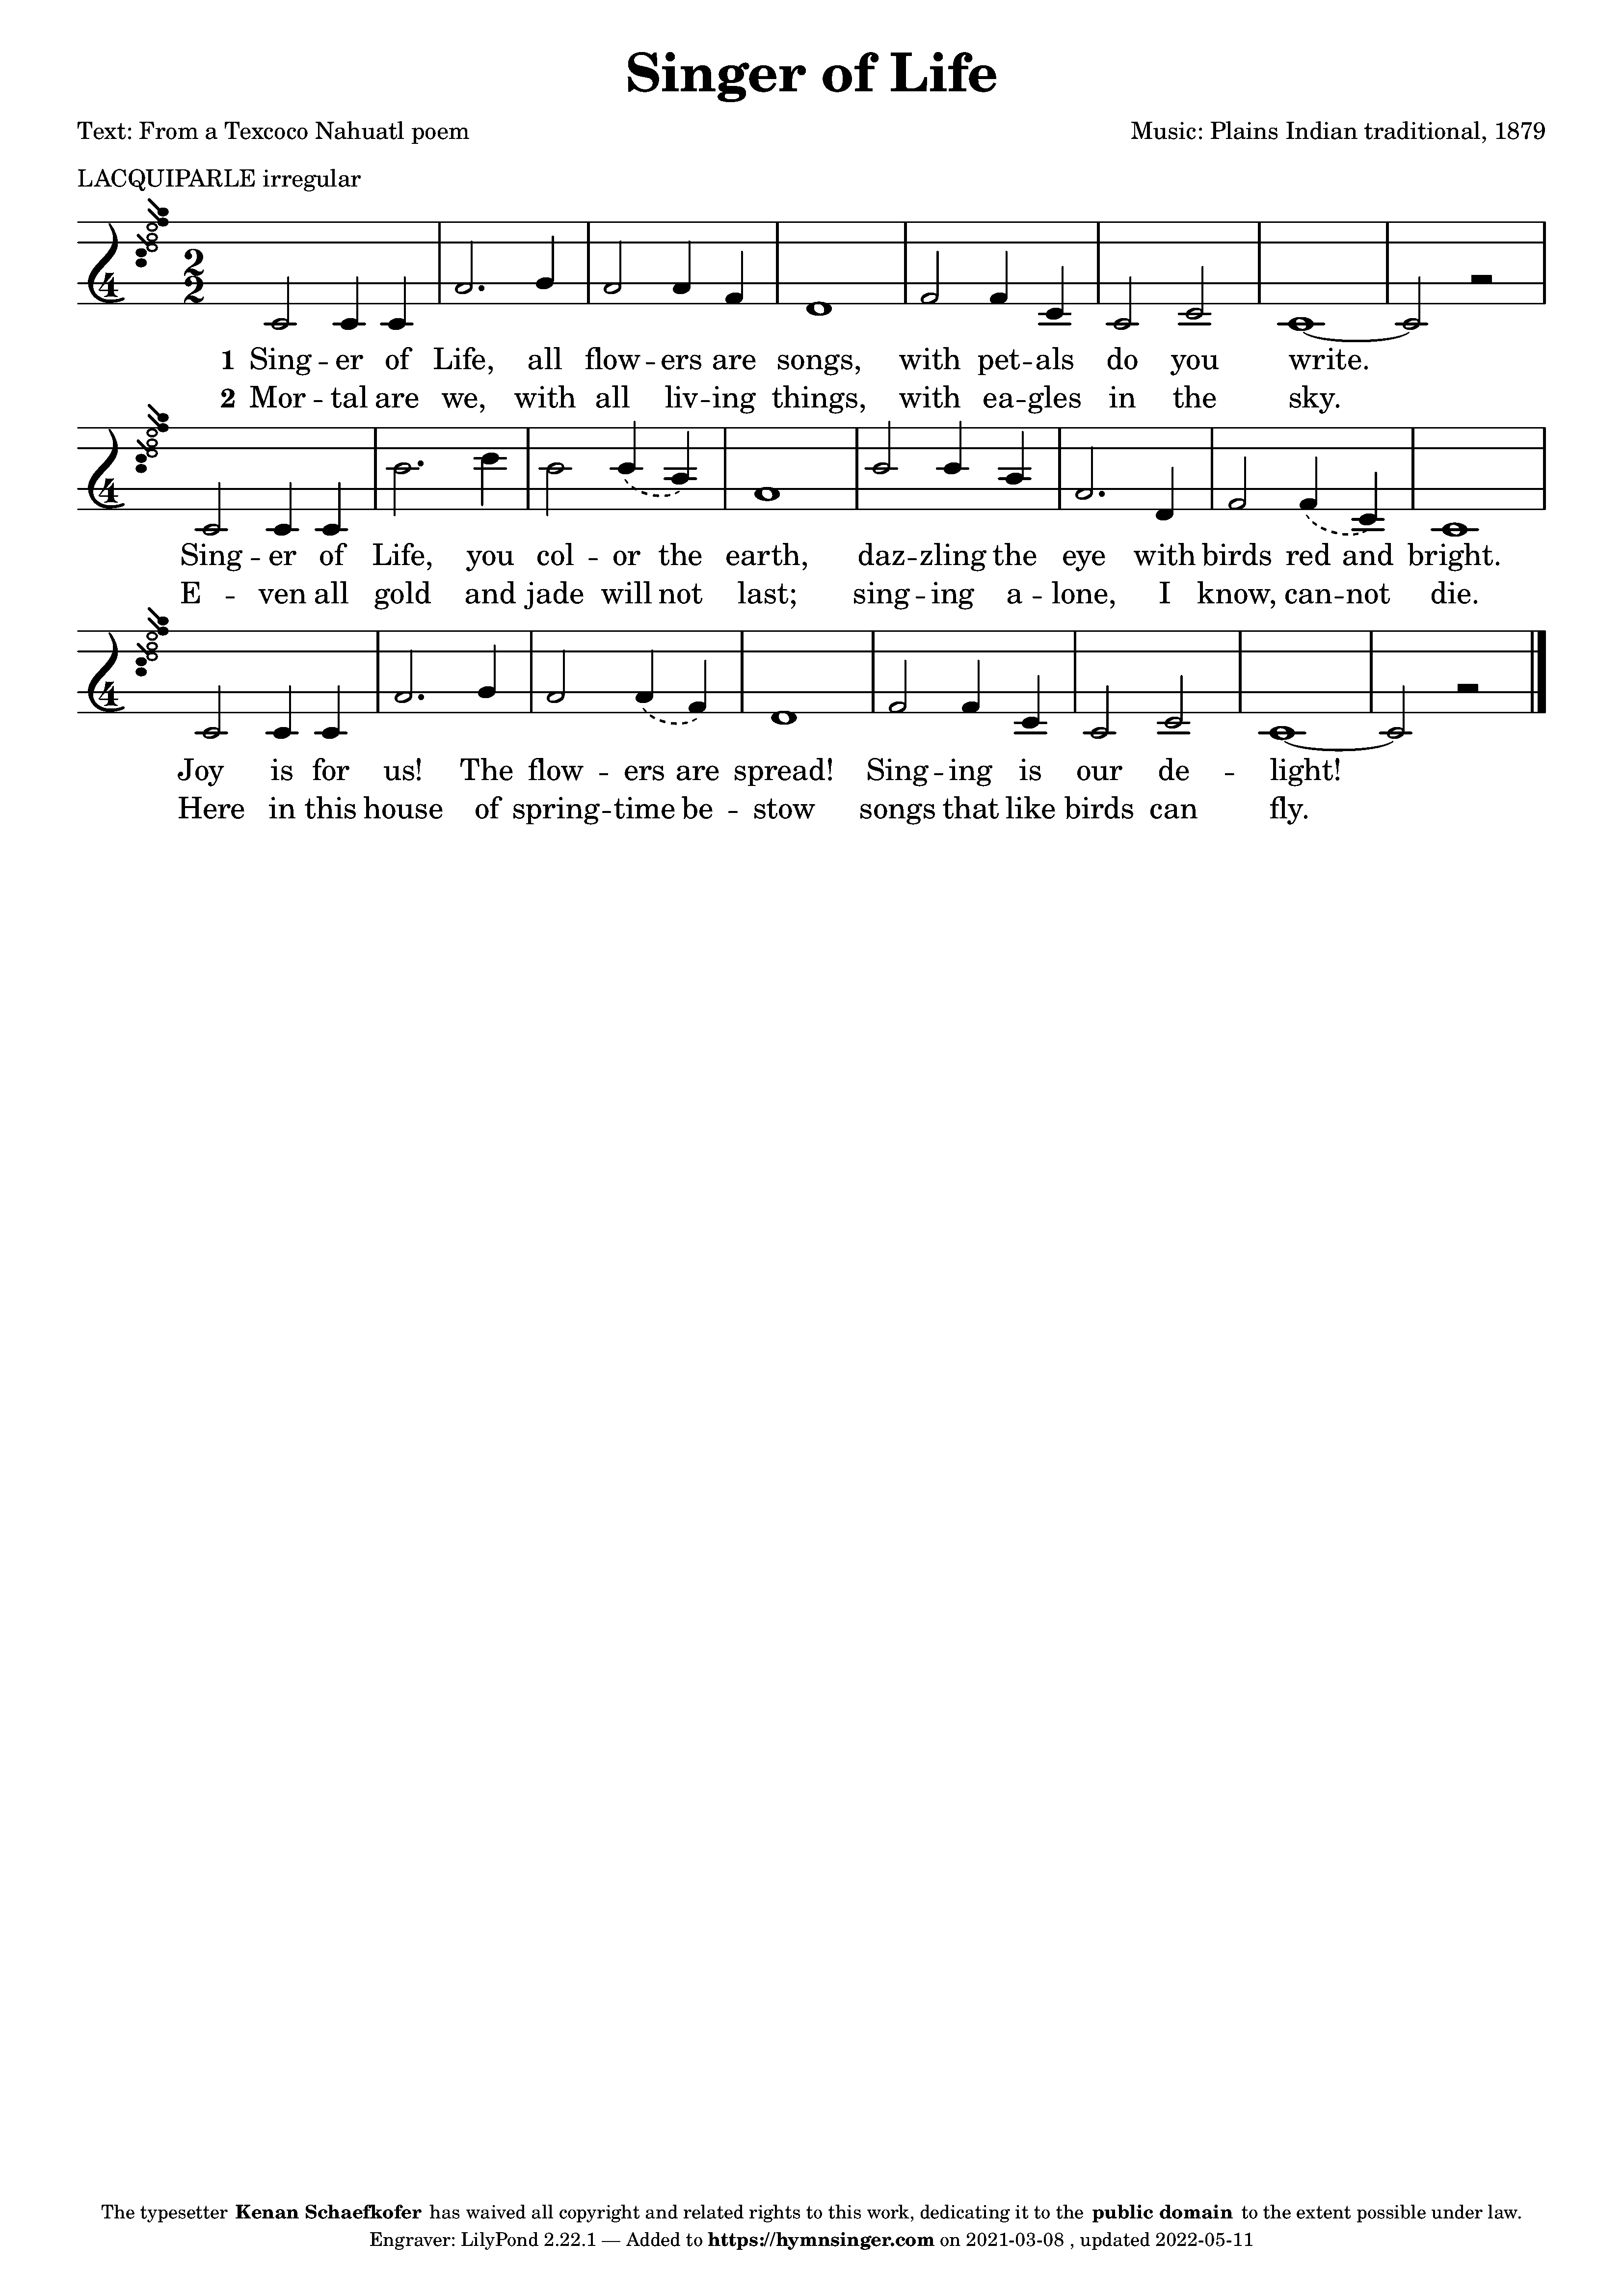 Singer of Life
Text: From a Texcoco Nahuatl poem
Music: Plains Indian traditional, 1879
LACQUIPARLE irregular
4 2 2
1 Sing -- er of Life, all flow -- ers are songs, with pet -- als do you write.
2 Mor -- tal are we, with all liv -- ing things, with ea -- gles in the sky.
4
Sing -- er of Life, you col -- or the earth, daz -- zling the eye with birds red and bright.
E -- ven all gold and jade will not last; sing -- ing a -- lone, I know, can -- not die.
4
Joy is for us! The flow -- ers are spread! Sing -- ing is our de -- light!
Here in this house of spring -- time be -- stow songs that like birds can fly.
The typesetter Kenan Schaefkofer has waived all copyright and related rights to this work, dedicating it to the public domain to the extent possible under law.
Engraver: LilyPond 2.22.1 — Added to https://hymnsinger.com on 2021-03-08 , updated 2022-05-11